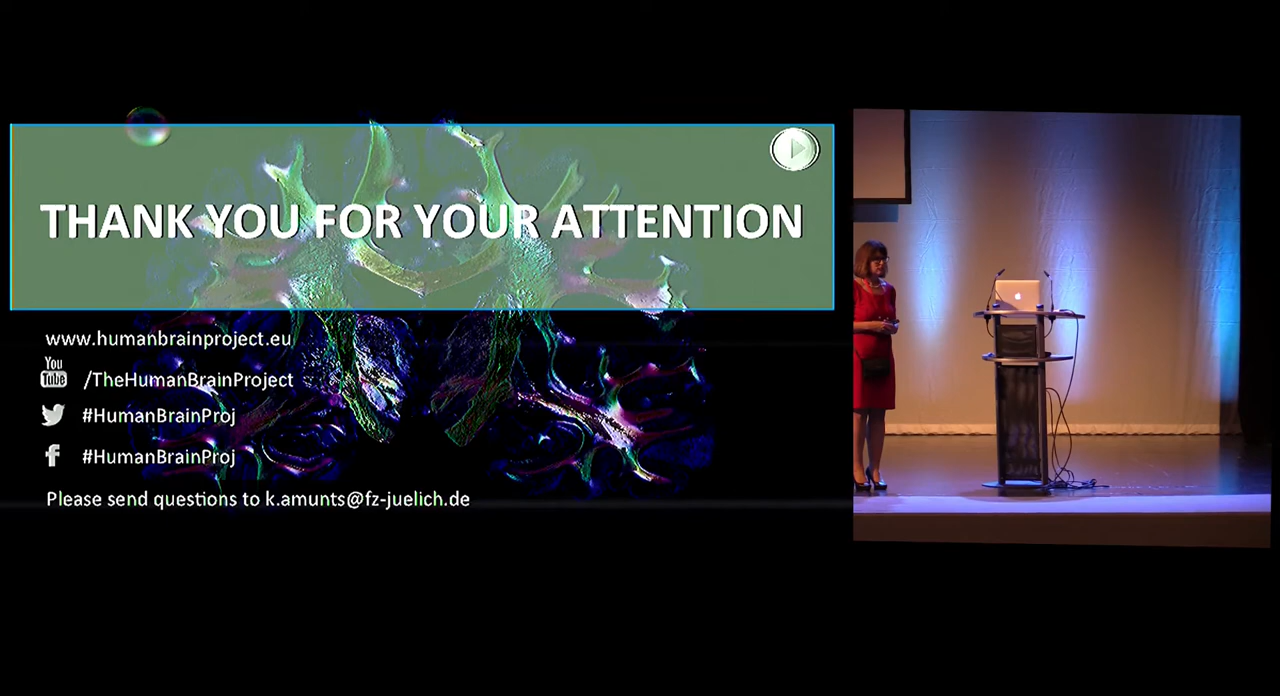 THANK YOU FOR YOUR ATTENTION
www.humanbrainproject.eu
You Tube /TheHumanBrainProject
#HumanBrainProj
f #HumanBrainProj
Please send questions to k.amunts@fz-juelich.de